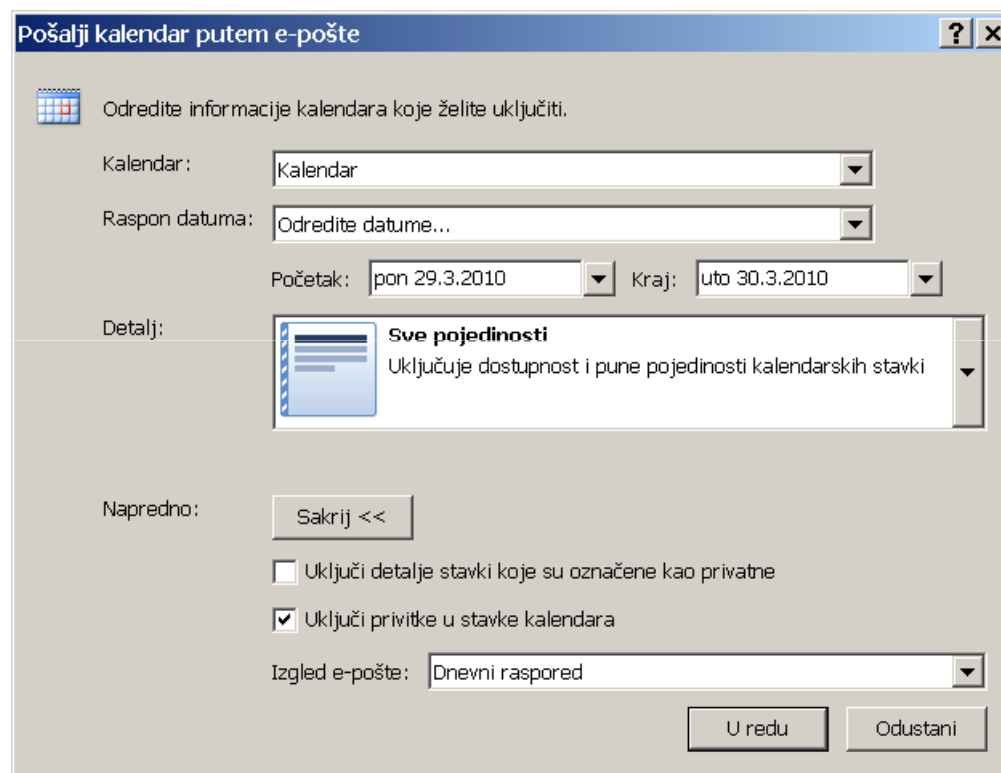 Pošalji kalendar putem e-pošte
Odredite informacije kalendara koje želite uključiti.
Kalendar: Kalendar
Raspon datuma: Odredite datume...
Početak: pon 29.3.2010 Kraj: uto 30.3.2010
Detalj: Sve pojedinosti
Uključuje dostupnost i pune pojedinosti kalendarskih stavki
Napredno: Sakrij <<
Uključi detalje stavki koje su označene kao privatne
Uključi privitke u stavke kalendara
Izgled e-pošte: Dnevni raspored
U redu Odustani